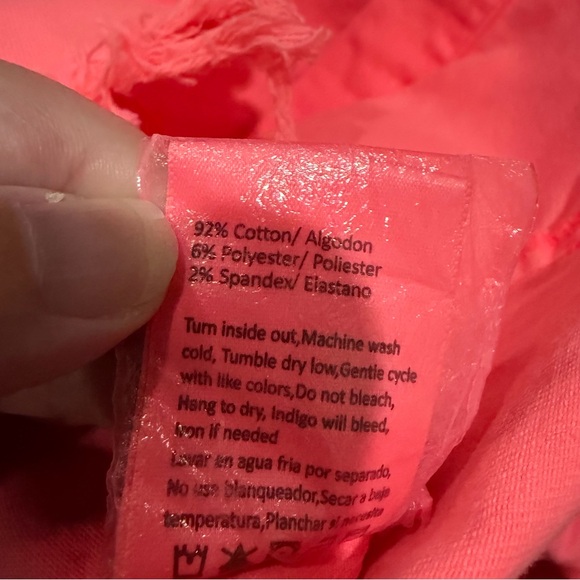 92% Cotton/ Algodon
6% Polyester/ Poliester
2% Spandex/ Elastano
Turn inside out,Machine wash
cold, Tumble dry low,Gentle cycle
with like colors,Do not bleach,
Hang to dry, Indigo will bleed,
Iron If needed
Lavar en agua fria por separado,
No use blanqueador,Secar a baja
temperatura,Planchar si necesita